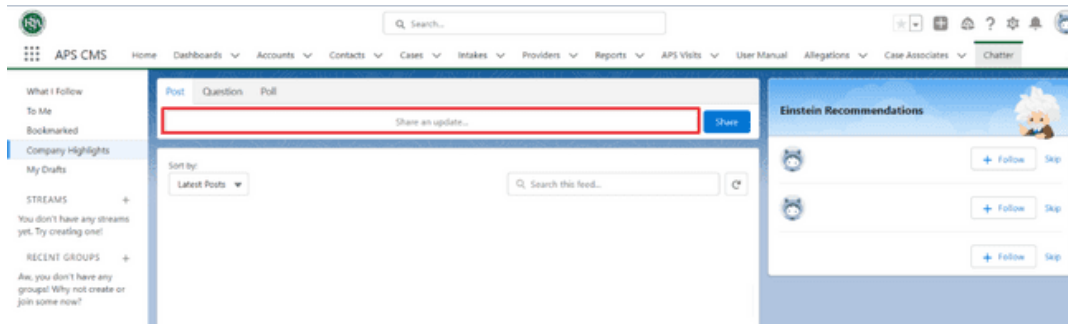 Search...
APS CMS Home Dashboards Accounts Contacts Cases Intakes Providers Reports APS Visits User Manual Allegations Case Associates Chatter
What I Follow
To Me
Bookmarked
Company Highlights
My Drafts
STREAMS
You don't have any streams
yet. Try creating one!
RECENT GROUPS
Aw, you don't have any
groups! Why not create or
join some now?
Post Question Poll
Share an update... Share
Sort by:
Latest Posts Search this feed...
Einstein Recommendations
Follow Skip
Follow Skip
Follow Skip